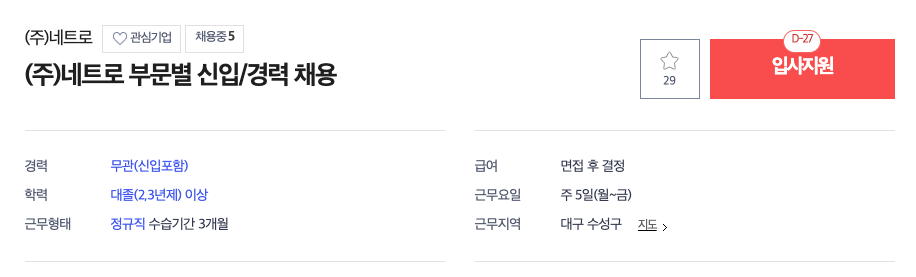 (주)네트로 관심기업 채용중 5
(주)네트로 부문별 신입/경력 채용
29
D-27
입사지원
경력 무관(신입포함)
학력 대졸(2,3년제) 이상
근무형태 정규직 수습기간 3개월
급여 면접 후 결정
근무요일 주 5일(월~금)
근무지역 대구 수성구 지도